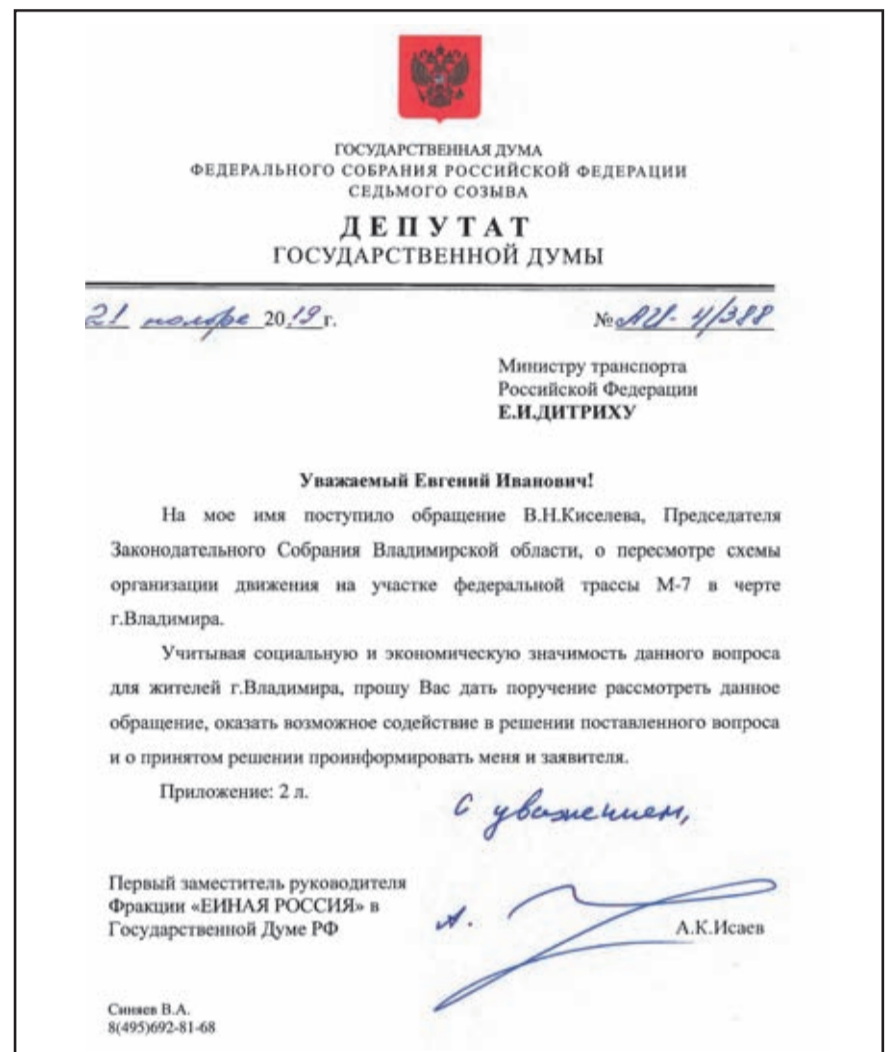 ГОСУДАРСТВЕННАЯ ДУМА
ФЕДЕРАЛЬНОГО СОБРАНИЯ РОССИЙСКОЙ ФЕДЕРАЦИИ
СЕДЬМОГО СОЗЫВА
ДЕПУТАТ
ГОСУДАРСТВЕННОЙ ДУМЫ
21 ноября 2019 г. № АИ-4/388
Министру транспорта
Российской Федерации
Е.И.ДИТРИХУ
Уважаемый Евгений Иванович!
На мое имя поступило обращение В.Н.Киселева, Председателя
Законодательного Собрания Владимирской области, о пересмотре схемы
организации движения на участке федеральной трассы М-7 в черте
г.Владимира.
Учитывая социальную и экономическую значимость данного вопроса
для жителей г.Владимира, прошу Вас дать поручение рассмотреть данное
обращение, оказать возможное содействие в решении поставленного вопроса
и о принятом решении проинформировать меня и заявителя.
Приложение: 2 л.
С уважением,
Первый заместитель руководителя
Фракции «ЕИНАЯ РОССИЯ» в
Государственной Думе РФ
А.
А.К.Исаев
Синяев В.А.
8(495)692-81-68